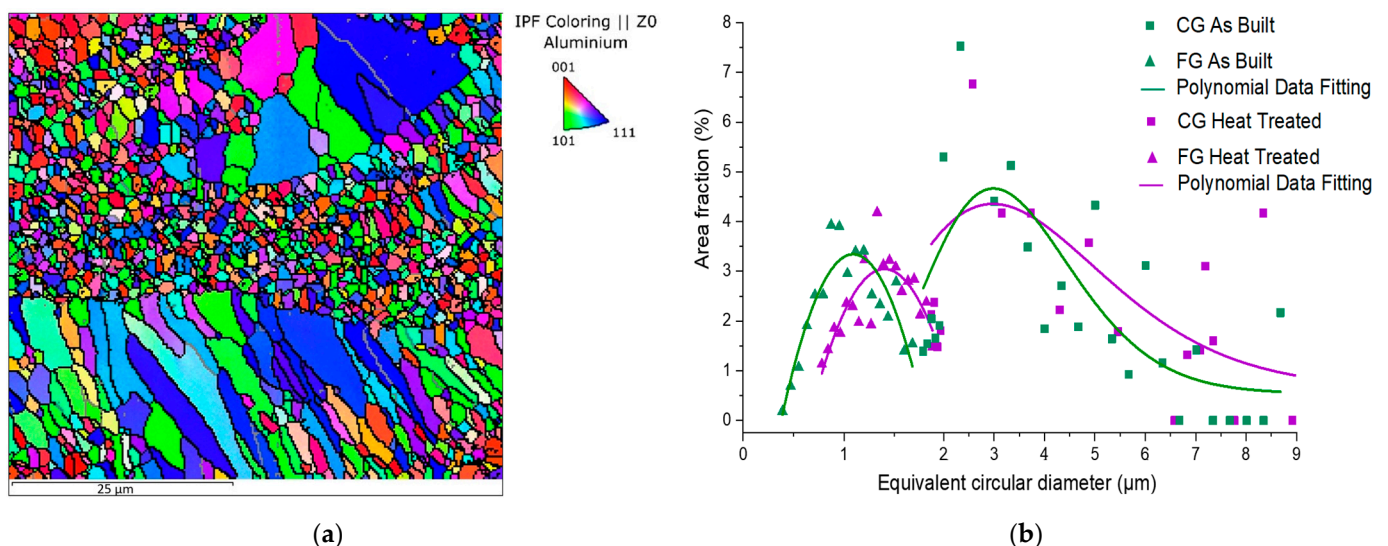 IPF Coloring || Z0
Aluminium
001
101
111
25 µm
(a)
Area fraction (%)
8
7
6
5
4
3
2
1
0
0
1
2
3
4
5
6
7
8
9
Equivalent circular diameter (µm)
CG As Built
FG As Built
Polynomial Data Fitting
CG Heat Treated
FG Heat Treated
Polynomial Data Fitting
(b)